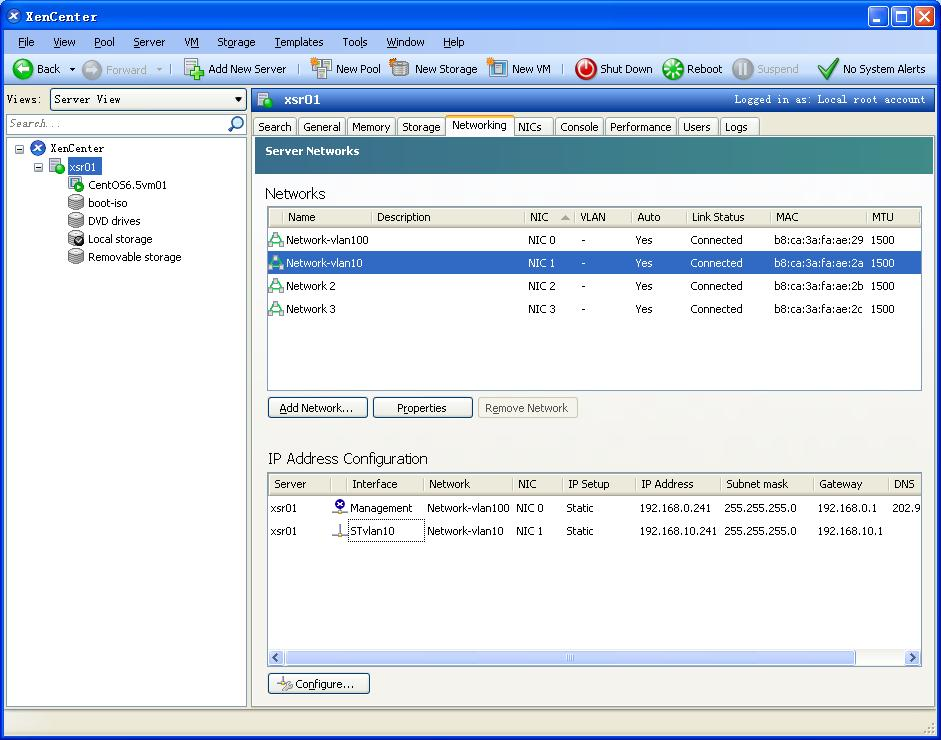 XenCenter
File View Pool Server VM Storage Templates Tools Window Help
Back Forward Add New Server New Pool New Storage New VM Shut Down Reboot Suspend No System Alerts
Views: Server View xsr01 Logged in as: Local root account
Search...
Search General Memory Storage Networking NICs Console Performance Users Logs
XenCenter
xsr01
CentOS6.5vm01
boot-iso
DVD drives
Local storage
Removable storage
Server Networks
Networks
Name Description NIC VLAN Auto Link Status MAC MTU
Network-vlan100 NIC 0 - Yes Connected b8:ca:3a:fa:ae:29 1500
Network-vlan10 NIC 1 - Yes Connected b8:ca:3a:fa:ae:2a 1500
Network 2 NIC 2 - Yes Connected b8:ca:3a:fa:ae:2b 1500
Network 3 NIC 3 - Yes Connected b8:ca:3a:fa:ae:2c 1500
Add Network... Properties Remove Network
IP Address Configuration
Server Interface Network NIC IP Setup IP Address Subnet mask Gateway DNS
xsr01 Management Network-vlan100 NIC 0 Static 192.168.0.241 255.255.255.0 192.168.0.1 202.9
xsr01 STvlan10 Network-vlan10 NIC 1 Static 192.168.10.241 255.255.255.0 192.168.10.1
Configure...